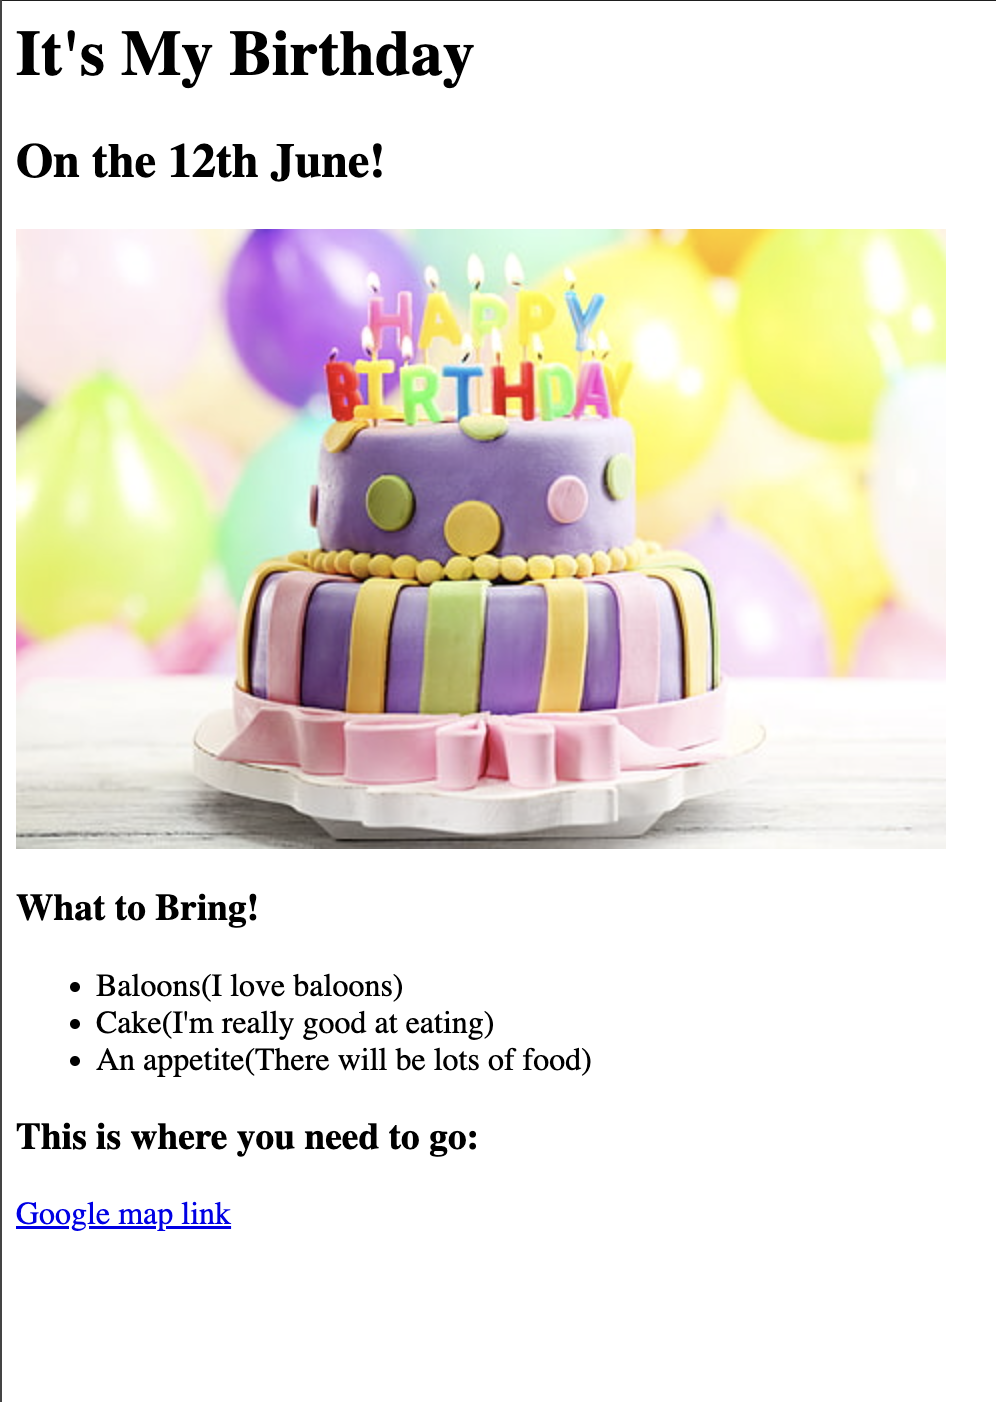 It's My Birthday
On the 12th June!
HAPPY
BIRTHDAY
What to Bring!
Baloons(I love baloons)
Cake(I'm really good at eating)
An appetite(There will be lots of food)
This is where you need to go:
Google map link